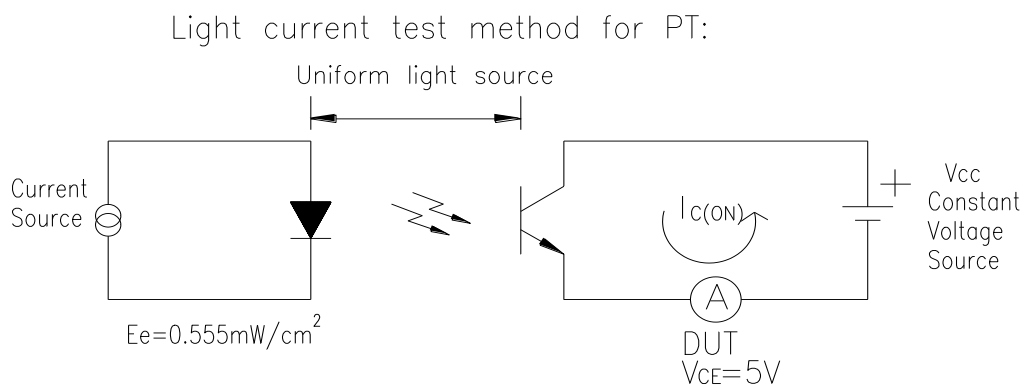 Light current test method for PT:
Uniform light source
Current
Source
Ee=0.555mW/cm²
IC(ON)
A
DUT
VCE=5V
+
Vcc
Constant
Voltage
Source